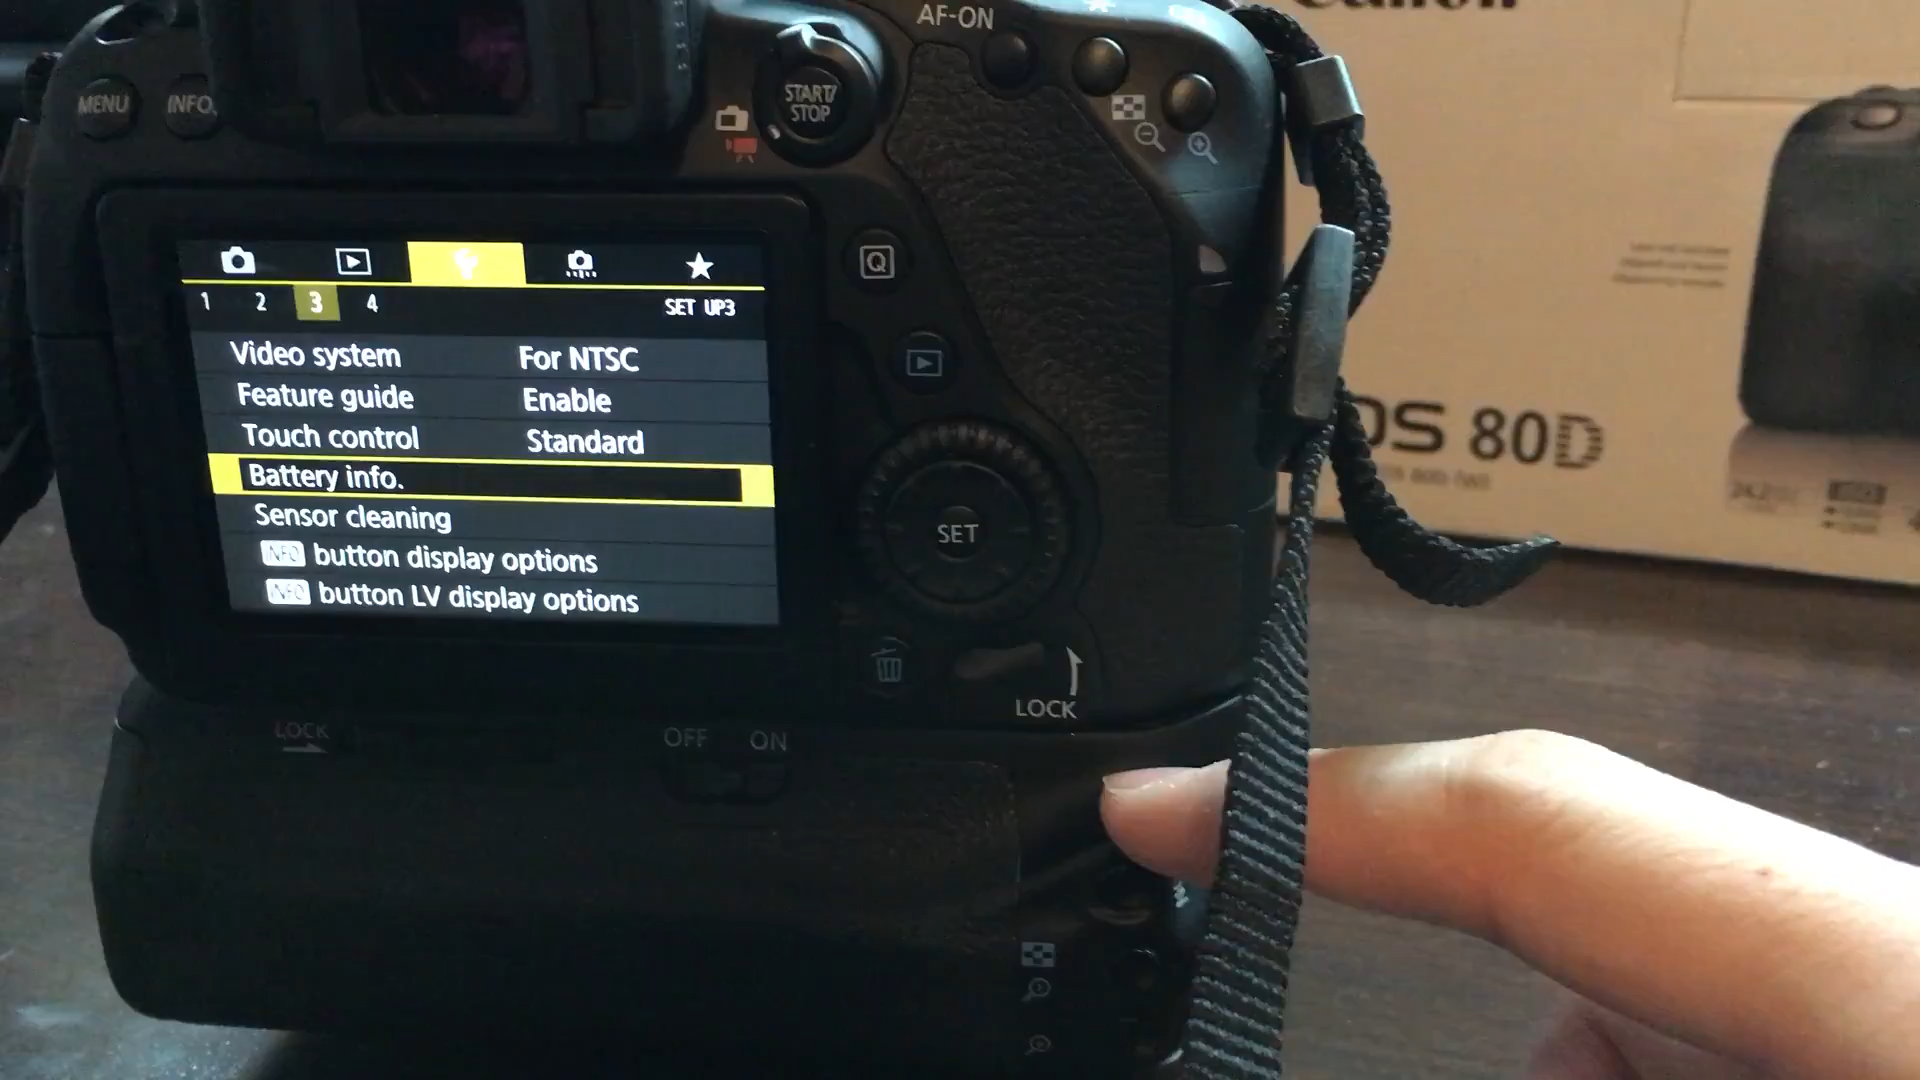 AF-ON
Canon
MENU
INFO.
START/
STOP
Q
1 2 3 4 SET UP3
Video system For NTSC
Feature guide Enable
Touch control Standard
Battery info.
Sensor cleaning
INFO button display options
INFO button LV display options
SET
LOCK
LOCK
OFF ON
OS 80D